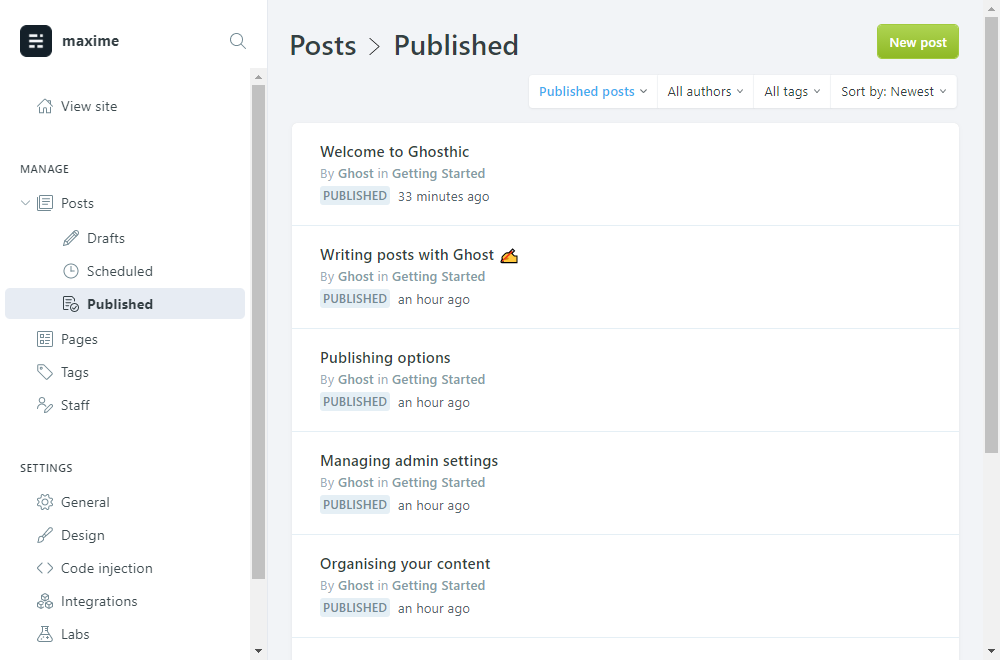 maxime
View site
MANAGE
Posts
Drafts
Scheduled
Published
Pages
Tags
Staff
SETTINGS
General
Design
Code injection
Integrations
Labs
Posts > Published
New post
Published posts All authors All tags Sort by: Newest
Welcome to Ghosthic
By Ghost in Getting Started
PUBLISHED 33 minutes ago
Writing posts with Ghost ✍️
By Ghost in Getting Started
PUBLISHED an hour ago
Publishing options
By Ghost in Getting Started
PUBLISHED an hour ago
Managing admin settings
By Ghost in Getting Started
PUBLISHED an hour ago
Organising your content
By Ghost in Getting Started
PUBLISHED an hour ago